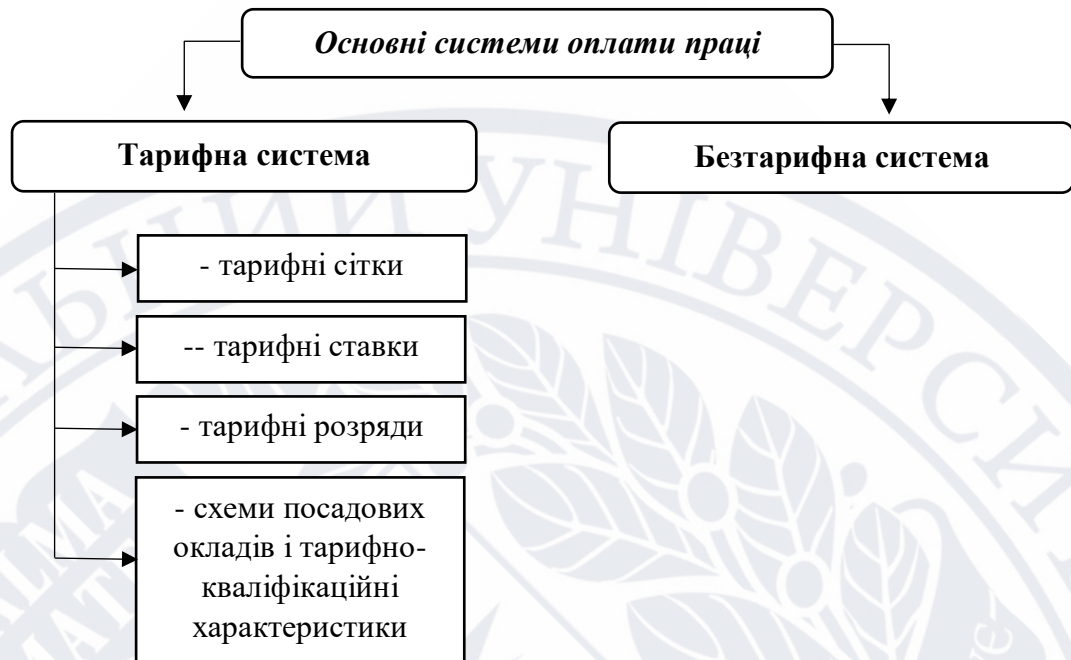 Основні системи оплати праці
Тарифна система
Безтарифна система
- тарифні сітки
-- тарифні ставки
- тарифні розряди
- схеми посадових
окладів і тарифно-
кваліфікаційні
характеристики